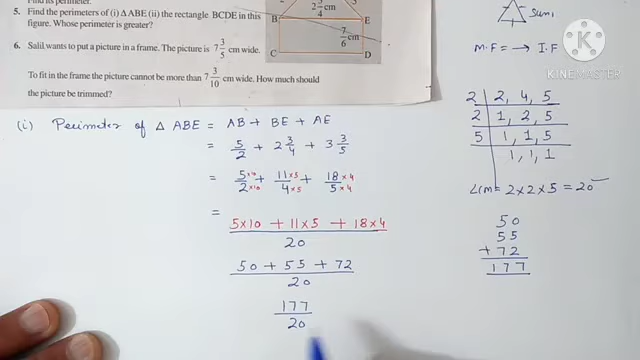 Find its perimeter.
5. Find the perimeters of (i) Δ ABE (ii) the rectangle BCDE in this
figure. Whose perimeter is greater?
6. Salil wants to put a picture in a frame. The picture is 7 3/5 cm wide.
To fit in the frame the picture cannot be more than 7 3/10 cm wide. How much should
the picture be trimmed?
2 3/4 cm
B E
7/6 cm
C D
Sum,
M.F = → I.F
KINEMASTER
(i) Perimeter of Δ ABE = AB + BE + AE
= 5/2 + 2 3/4 + 3 3/5
= 5×10/2×10 + 11×5/4×5 + 18×4/5×4
= 5×10 + 11×5 + 18×4
20
50 + 55 + 72
20
177
20
2 | 2, 4, 5
2 | 1, 2, 5
5 | 1, 1, 5
1, 1, 1
LCM = 2×2×5 = 20
50
55
+ 72
177